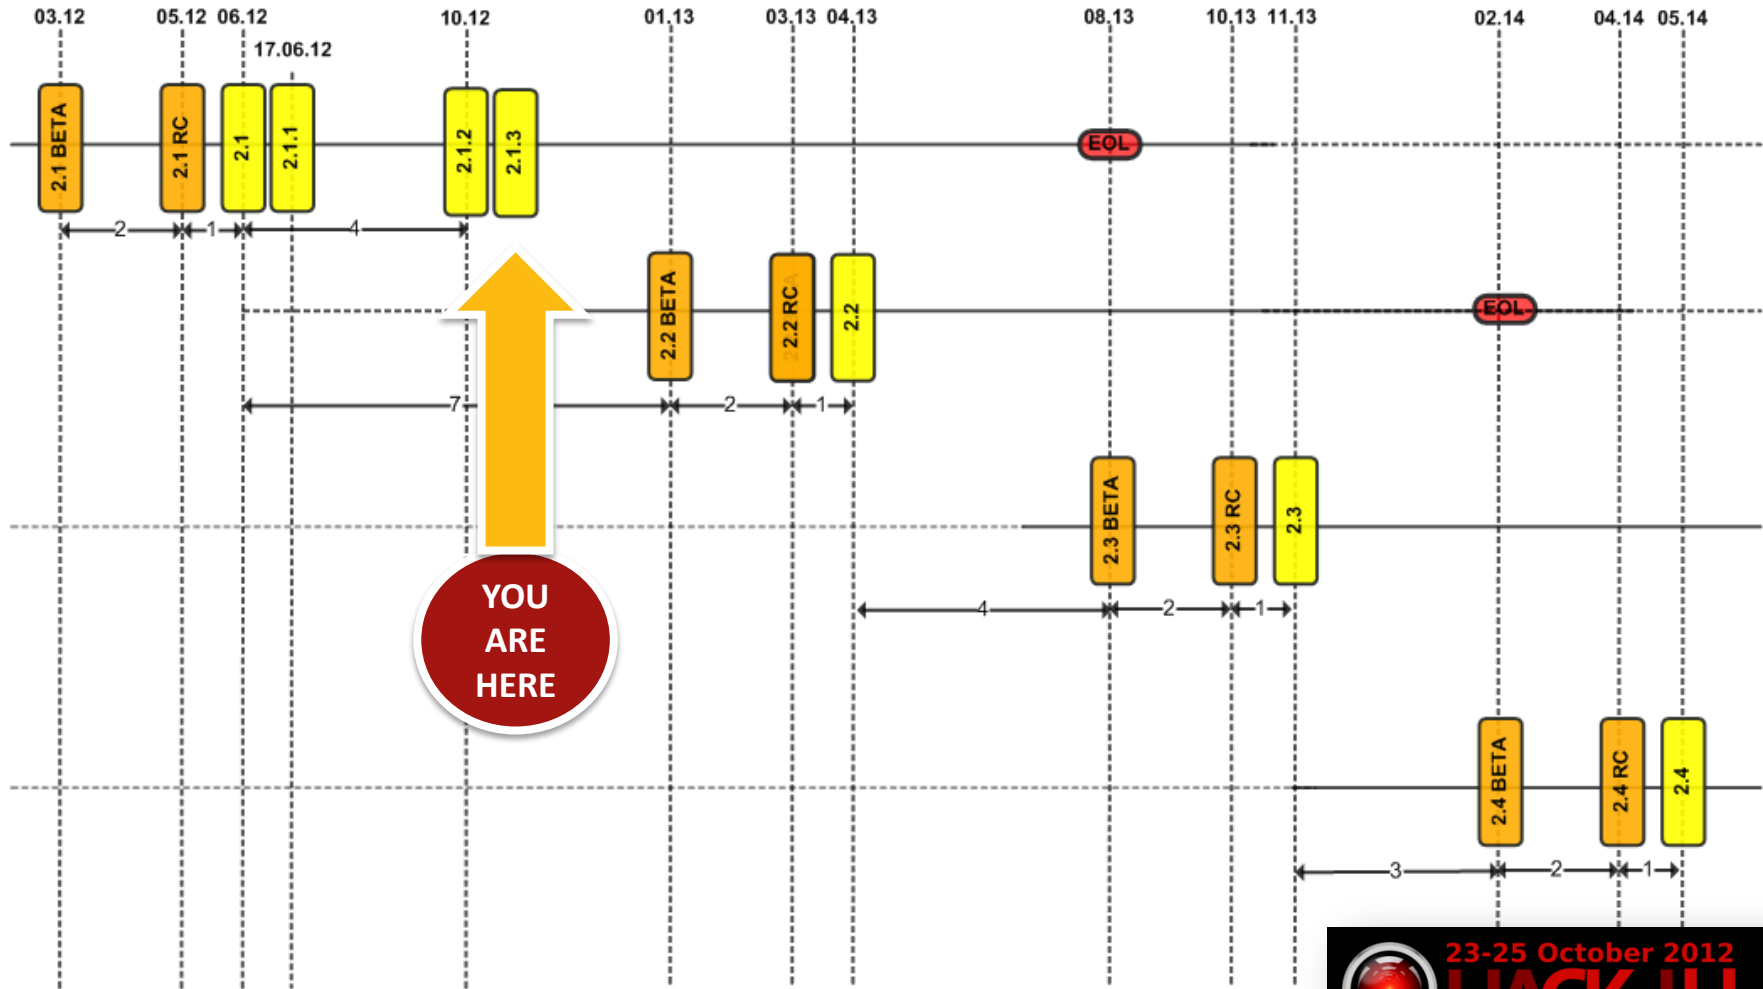 03.12 05.12 06.12 10.12 01.13 03.13 04.13 08.13 10.13 11.13 02.14 04.14 05.14
17.06.12
2.1 BETA
2.1 RC
2.1
2.1.1
2.1.2
2.1.3
EOL
2 1 4
2.2 BETA
2.2 RC
2.2
EOL
7 2 1
2.3 BETA
2.3 RC
2.3
4 2 1
YOU
ARE
HERE
2.4 BETA
2.4 RC
2.4
3 2 1
23-25 October 2012